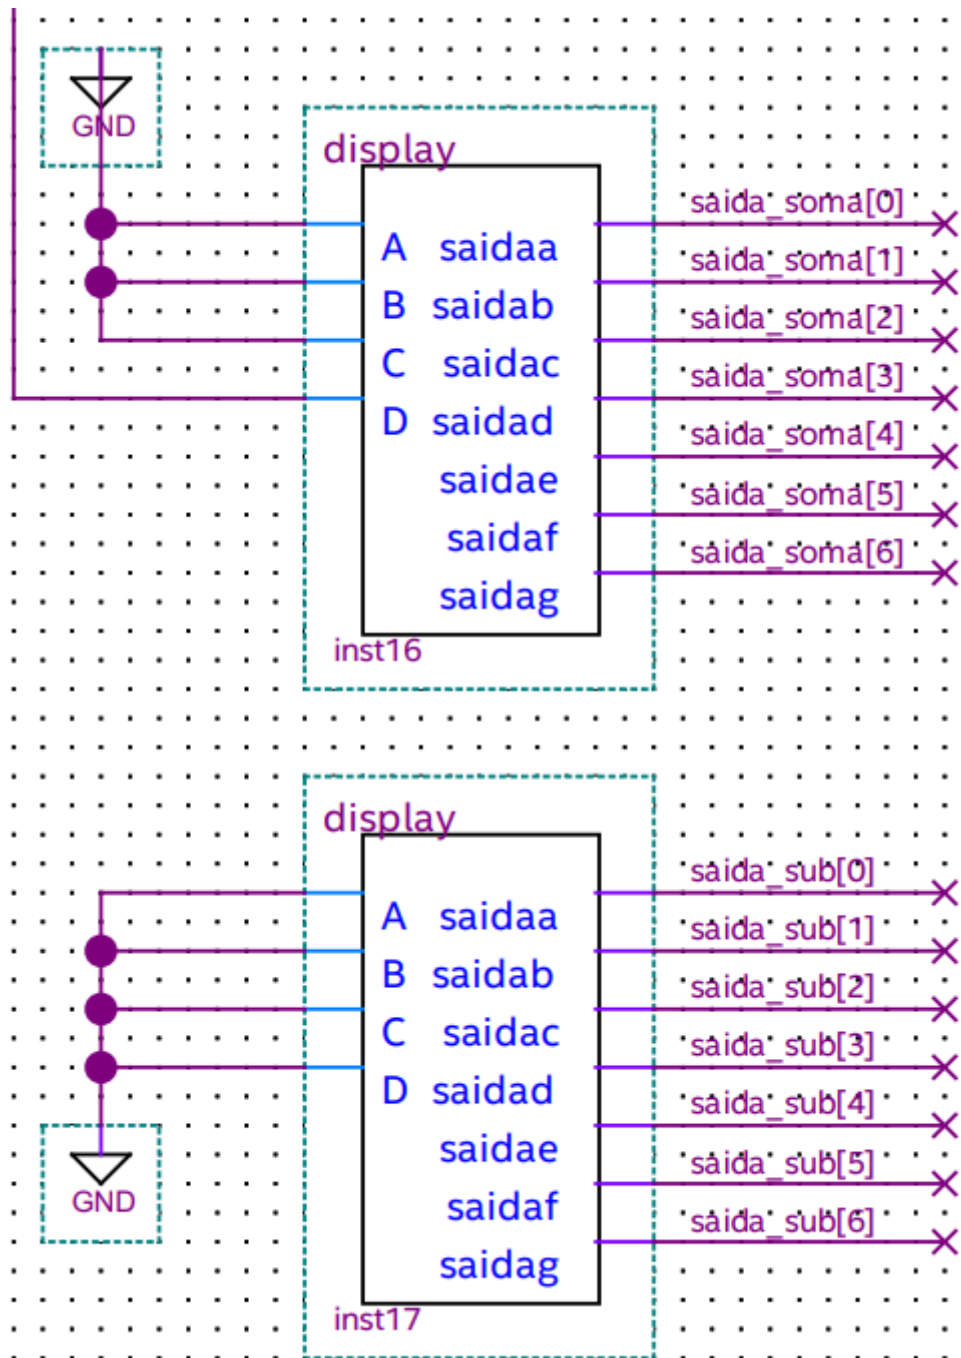 GND
display
saida_soma[0]
A saidaa
saida_soma[1]
B saidab
saida_soma[2]
C saidac
saida_soma[3]
D saidad
saida_soma[4]
saidae
saida_soma[5]
saidaf
saida_soma[6]
saidag
inst16
display
saida_sub[0]
A saidaa
saida_sub[1]
B saidab
saida_sub[2]
C saidac
saida_sub[3]
D saidad
saida_sub[4]
saidae
saida_sub[5]
GND
saidaf
saida_sub[6]
saidag
inst17